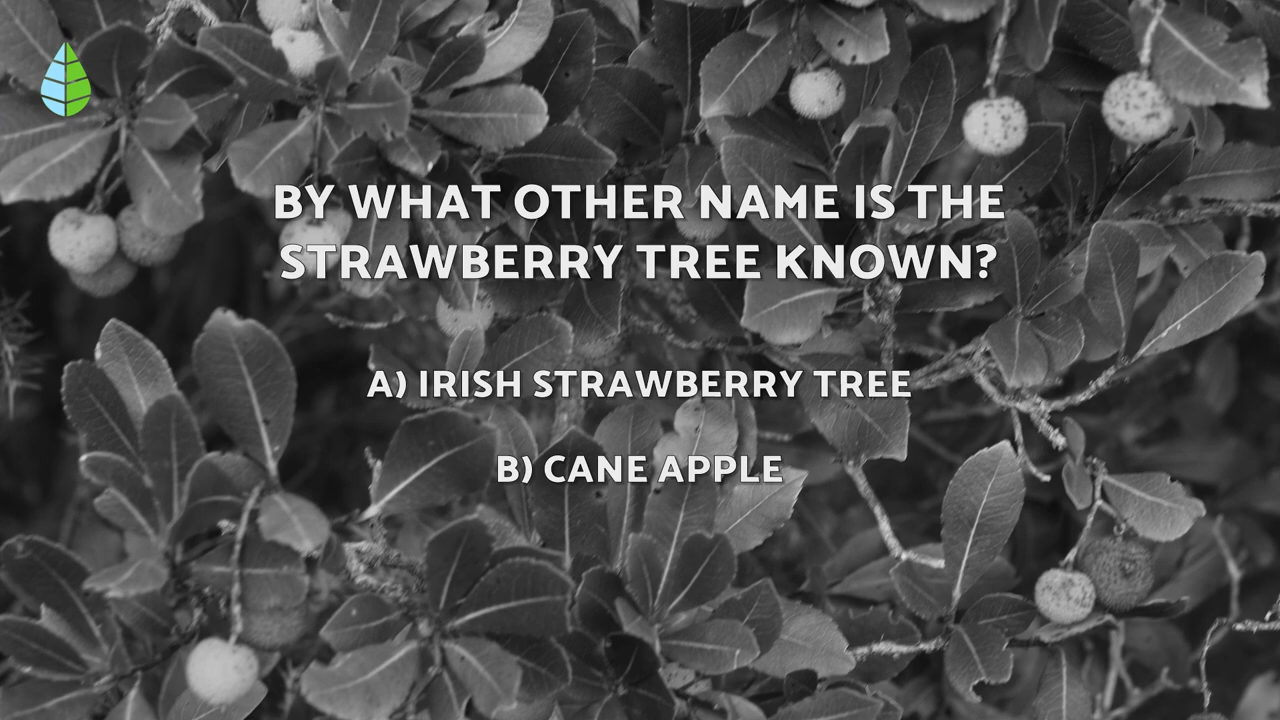 BY WHAT OTHER NAME IS THE
STRAWBERRY TREE KNOWN?
A) IRISH STRAWBERRY TREE
B) CANE APPLE